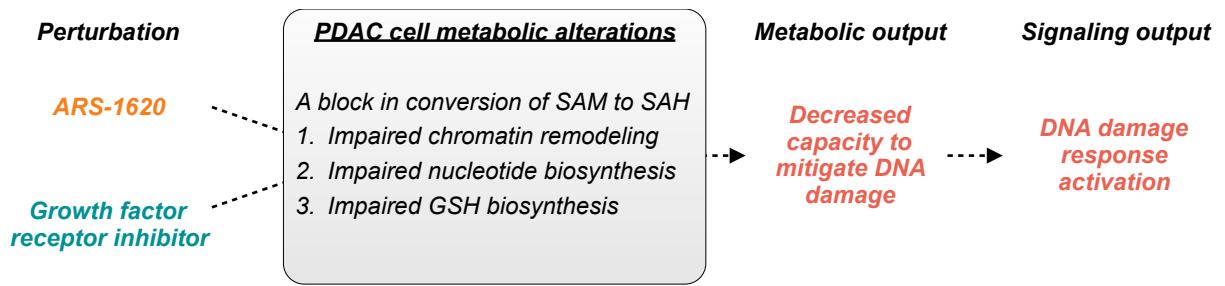 Perturbation
ARS-1620
Growth factor
receptor inhibitor
PDAC cell metabolic alterations
A block in conversion of SAM to SAH
1. Impaired chromatin remodeling
2. Impaired nucleotide biosynthesis
3. Impaired GSH biosynthesis
Metabolic output
Decreased
capacity to
mitigate DNA
damage
Signaling output
DNA damage
response
activation